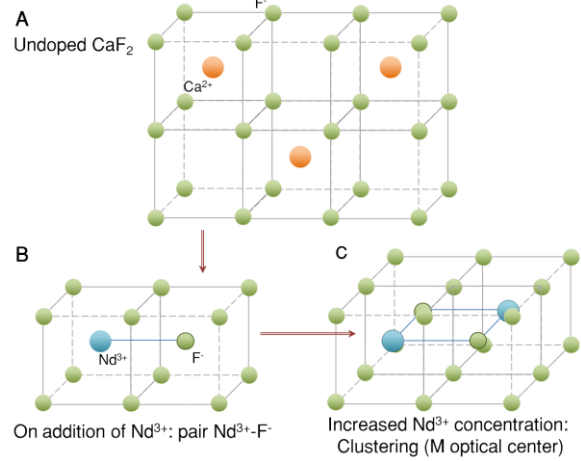 F⁻
A
Undoped CaF₂
Ca²⁺
B
C
Nd³⁺
F⁻
On addition of Nd³⁺: pair Nd³⁺-F⁻
Increased Nd³⁺ concentration:
Clustering (M optical center)